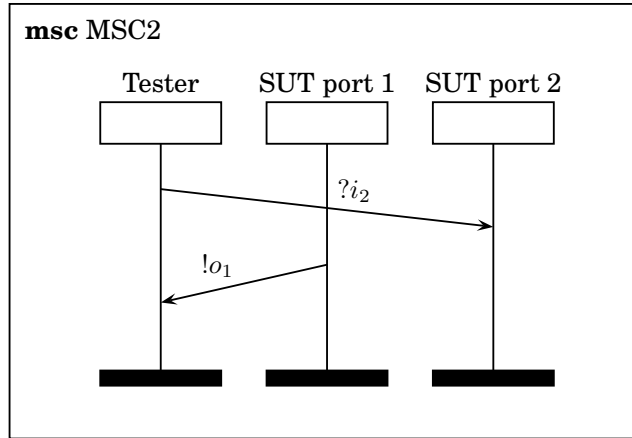 msc MSC2
Tester SUT port 1 SUT port 2
?i₂
!o₁